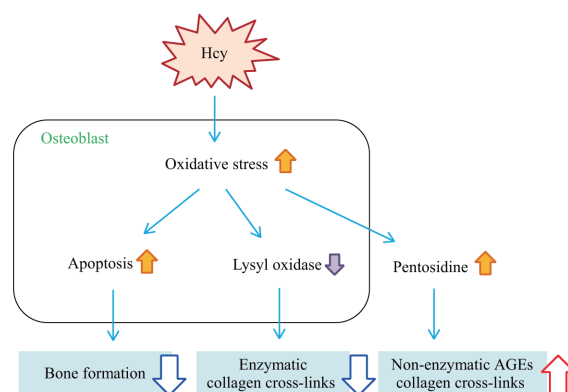 Hcy
Osteoblast
Oxidative stress
Apoptosis
Lysyl oxidase
Pentosidine
Bone formation
Enzymatic
collagen cross-links
Non-enzymatic AGEs
collagen cross-links